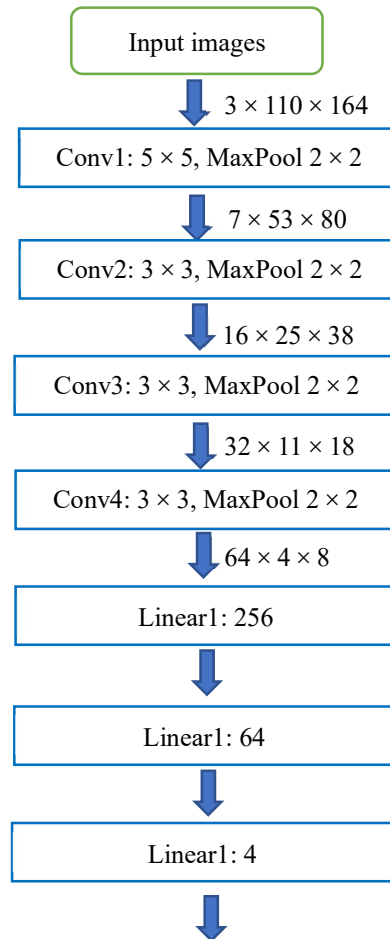 Input images
3 × 110 × 164
Conv1: 5 × 5, MaxPool 2 × 2
7 × 53 × 80
Conv2: 3 × 3, MaxPool 2 × 2
16 × 25 × 38
Conv3: 3 × 3, MaxPool 2 × 2
32 × 11 × 18
Conv4: 3 × 3, MaxPool 2 × 2
64 × 4 × 8
Linear1: 256
Linear1: 64
Linear1: 4